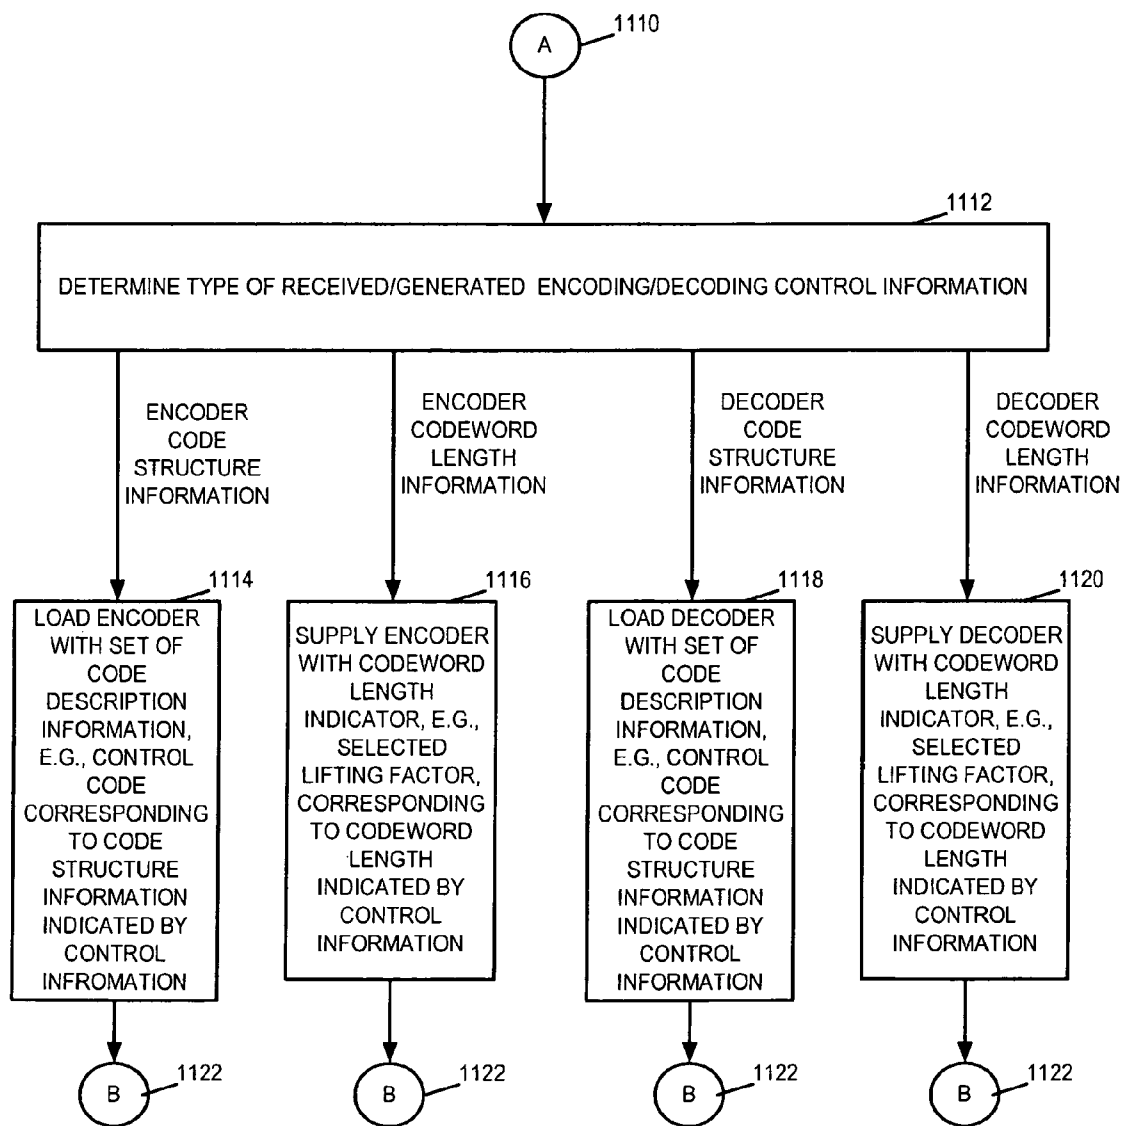 A
1110
1112
DETERMINE TYPE OF RECEIVED/GENERATED ENCODING/DECODING CONTROL INFORMATION
ENCODER
CODE
STRUCTURE
INFORMATION
ENCODER
CODEWORD
LENGTH
INFORMATION
DECODER
CODE
STRUCTURE
INFORMATION
DECODER
CODEWORD
LENGTH
INFORMATION
1114
LOAD ENCODER
WITH SET OF
CODE
DESCRIPTION
INFORMATION,
E.G., CONTROL
CODE
CORRESPONDING
TO CODE
STRUCTURE
INFORMATION
INDICATED BY
CONTROL
INFROMATION
1116
SUPPLY ENCODER
WITH CODEWORD
LENGTH
INDICATOR, E.G.,
SELECTED
LIFTING FACTOR,
CORRESPONDING
TO CODEWORD
LENGTH
INDICATED BY
CONTROL
INFORMATION
1118
LOAD DECODER
WITH SET OF
CODE
DESCRIPTION
INFORMATION,
E.G., CONTROL
CODE
CORRESPONDING
TO CODE
STRUCTURE
INFORMATION
INDICATED BY
CONTROL
INFORMATION
1120
SUPPLY DECODER
WITH CODEWORD
LENGTH
INDICATOR, E.G.,
SELECTED
LIFTING FACTOR,
CORRESPONDING
TO CODEWORD
LENGTH
INDICATED BY
CONTROL
INFORMATION
B
1122
B
1122
B
1122
B
1122